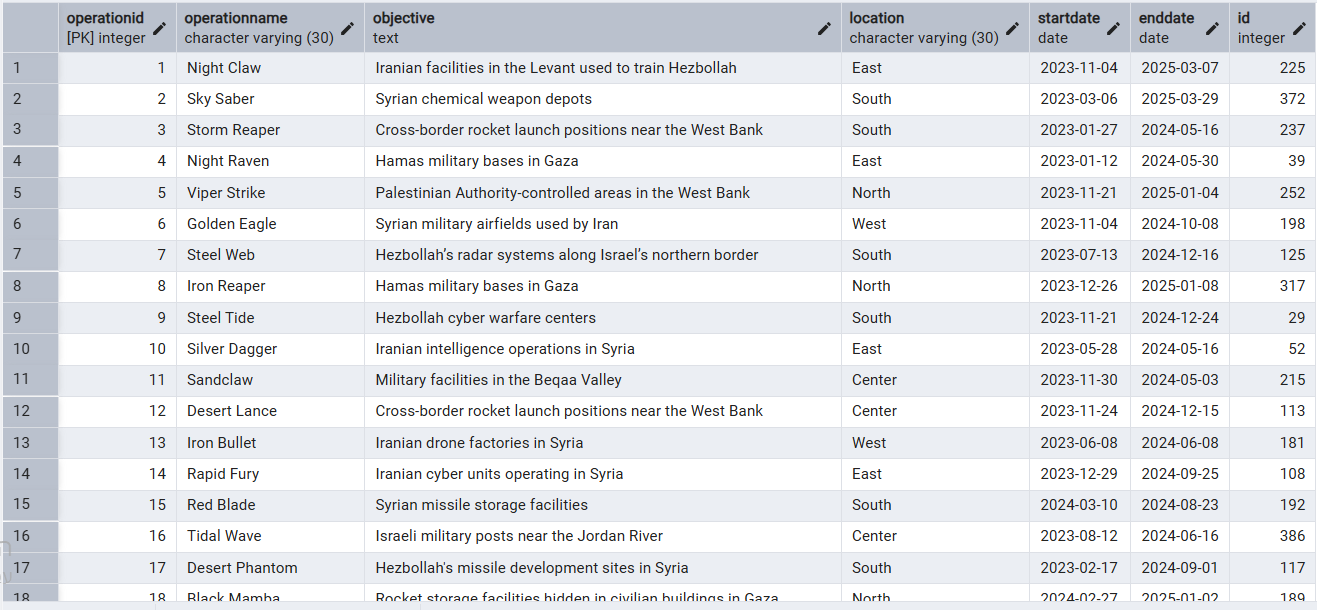 operationid operationname objective location startdate enddate id
[PK] integer character varying (30) text character varying (30) date date integer
1 1 Night Claw Iranian facilities in the Levant used to train Hezbollah East 2023-11-04 2025-03-07 225
2 2 Sky Saber Syrian chemical weapon depots South 2023-03-06 2025-03-29 372
3 3 Storm Reaper Cross-border rocket launch positions near the West Bank South 2023-01-27 2024-05-16 237
4 4 Night Raven Hamas military bases in Gaza East 2023-01-12 2024-05-30 39
5 5 Viper Strike Palestinian Authority-controlled areas in the West Bank North 2023-11-21 2025-01-04 252
6 6 Golden Eagle Syrian military airfields used by Iran West 2023-11-04 2024-10-08 198
7 7 Steel Web Hezbollah’s radar systems along Israel’s northern border South 2023-07-13 2024-12-16 125
8 8 Iron Reaper Hamas military bases in Gaza North 2023-12-26 2025-01-08 317
9 9 Steel Tide Hezbollah cyber warfare centers South 2023-11-21 2024-12-24 29
10 10 Silver Dagger Iranian intelligence operations in Syria East 2023-05-28 2024-05-16 52
11 11 Sandclaw Military facilities in the Beqaa Valley Center 2023-11-30 2024-05-03 215
12 12 Desert Lance Cross-border rocket launch positions near the West Bank Center 2023-11-24 2024-12-15 113
13 13 Iron Bullet Iranian drone factories in Syria West 2023-06-08 2024-06-08 181
14 14 Rapid Fury Iranian cyber units operating in Syria East 2023-12-29 2024-09-25 108
15 15 Red Blade Syrian missile storage facilities South 2024-03-10 2024-08-23 192
16 16 Tidal Wave Israeli military posts near the Jordan River Center 2023-08-12 2024-06-16 386
17 17 Desert Phantom Hezbollah's missile development sites in Syria South 2023-02-17 2024-09-01 117
18 18 Black Mamba Rocket storage facilities hidden in civilian buildings in Gaza North 2024-02-27 2025-01-02 189